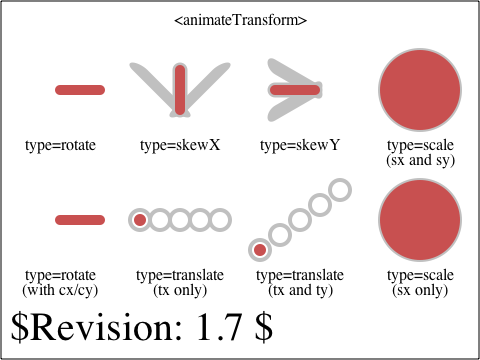 <animateTransform>
type=rotate
type=skewX
type=skewY
type=scale
(sx and sy)
type=rotate
(with cx/cy)
type=translate
(tx only)
type=translate
(tx and ty)
type=scale
(sx only)
$Revision: 1.7 $